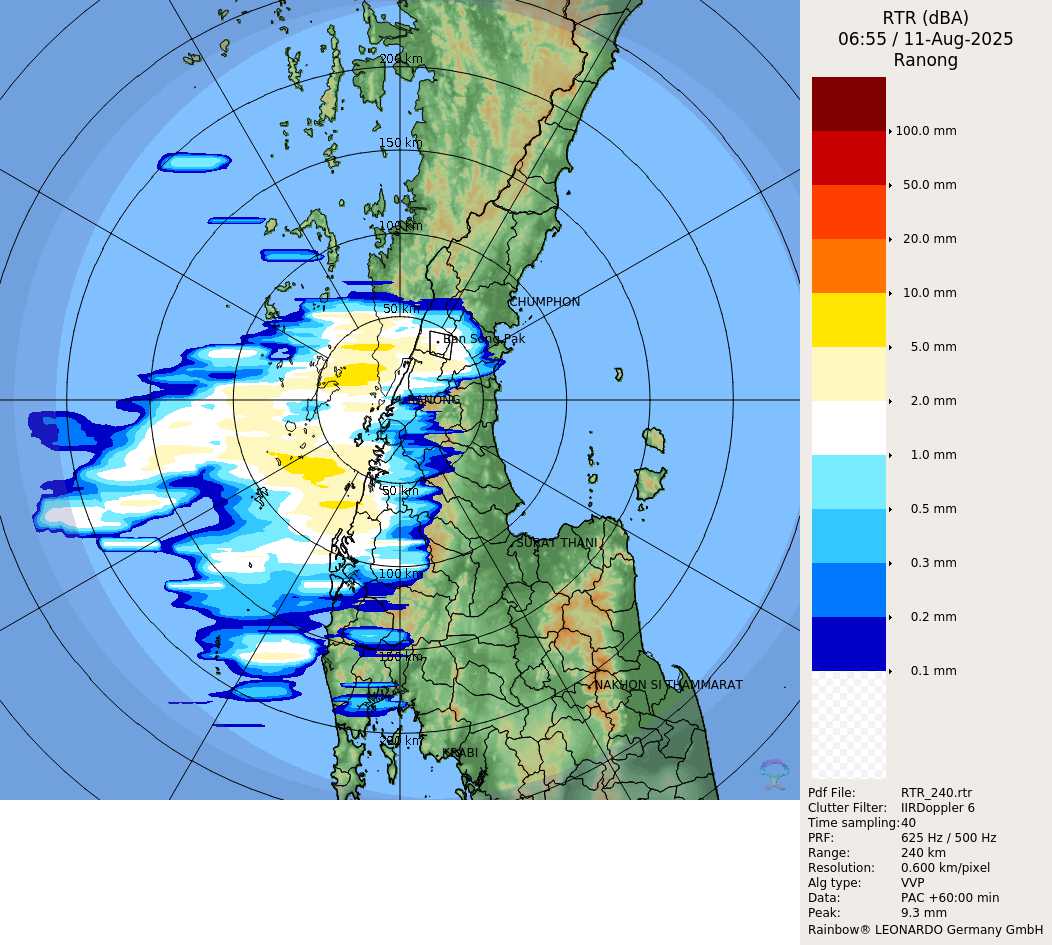 RTR (dBA)
06:55 / 11-Aug-2025
Ranong
100.0 mm
50.0 mm
20.0 mm
10.0 mm
5.0 mm
2.0 mm
1.0 mm
0.5 mm
0.3 mm
0.2 mm
0.1 mm
Pdf File: RTR_240.rtr
Clutter Filter: IIRDoppler 6
Time sampling: 40
PRF: 625 Hz / 500 Hz
Range: 240 km
Resolution: 0.600 km/pixel
Alg type: VVP
Data: PAC +60:00 min
Peak: 9.3 mm
Rainbow® LEONARDO Germany GmbH
200 km
150 km
100 km
CHUMPHON
50 km
Ban Song Pak
RANONG
50 km
SURAT THANI
100 km
150 km
NAKHON SI THAMMARAT
200 km
KRABI